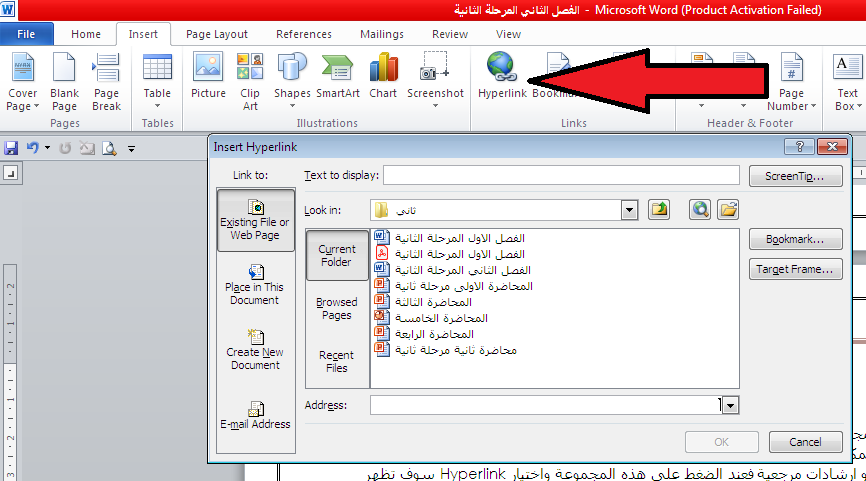 الفصل الثاني المرحلة الثانية - Microsoft Word (Product Activation Failed)
File Home Insert Page Layout References Mailings Review View
Cover Page Blank Page Page Break Table Picture Clip Art Shapes SmartArt Chart Screenshot Hyperlink Page Number Text Box
Pages Tables Illustrations Links Header & Footer
Insert Hyperlink
Link to: Text to display: ScreenTip...
Existing File or Web Page
Look in: ثاني
Current Folder
الفصل الاول المرحلة الثانية
الفصل الاول المرحلة الثانية
الفصل الثاني المرحلة الثانية
المحاضرة الاولى مرحلة ثانية
المحاضرة الثالثة
المحاضرة الخامسة
المحاضرة الرابعة
محاضرة ثانية مرحلة ثانية
Bookmark...
Target Frame...
Place in This Document
Browsed Pages
Create New Document
Recent Files
E-mail Address
Address:
OK Cancel
و ارشادات مرجعية فعند الضغط على هذه المجموعة واختيار Hyperlink سوف تظهر